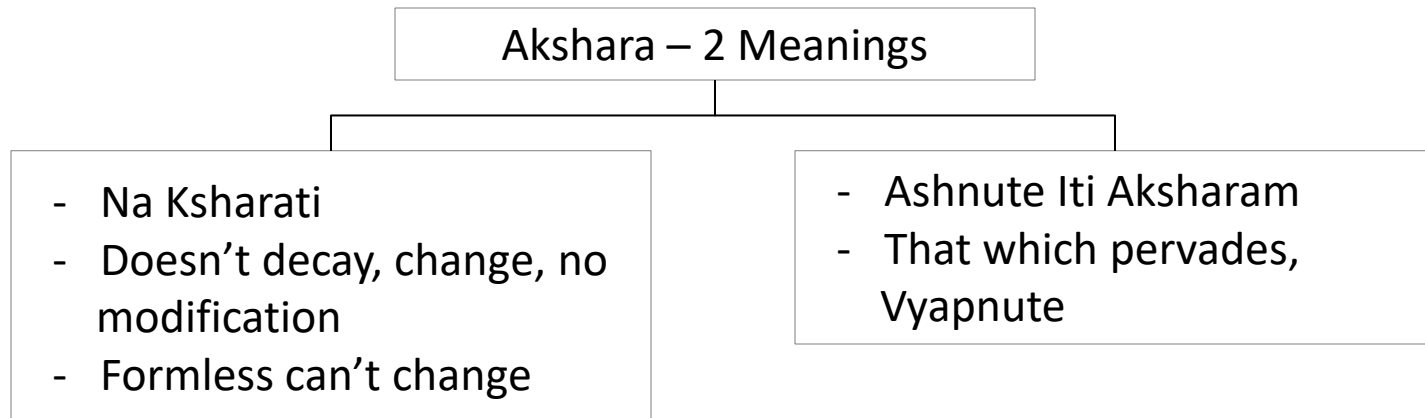 Akshara – 2 Meanings
- Na Ksharati
- Doesn’t decay, change, no
modification
- Formless can’t change
- Ashnute Iti Aksharam
- That which pervades,
Vyapnute